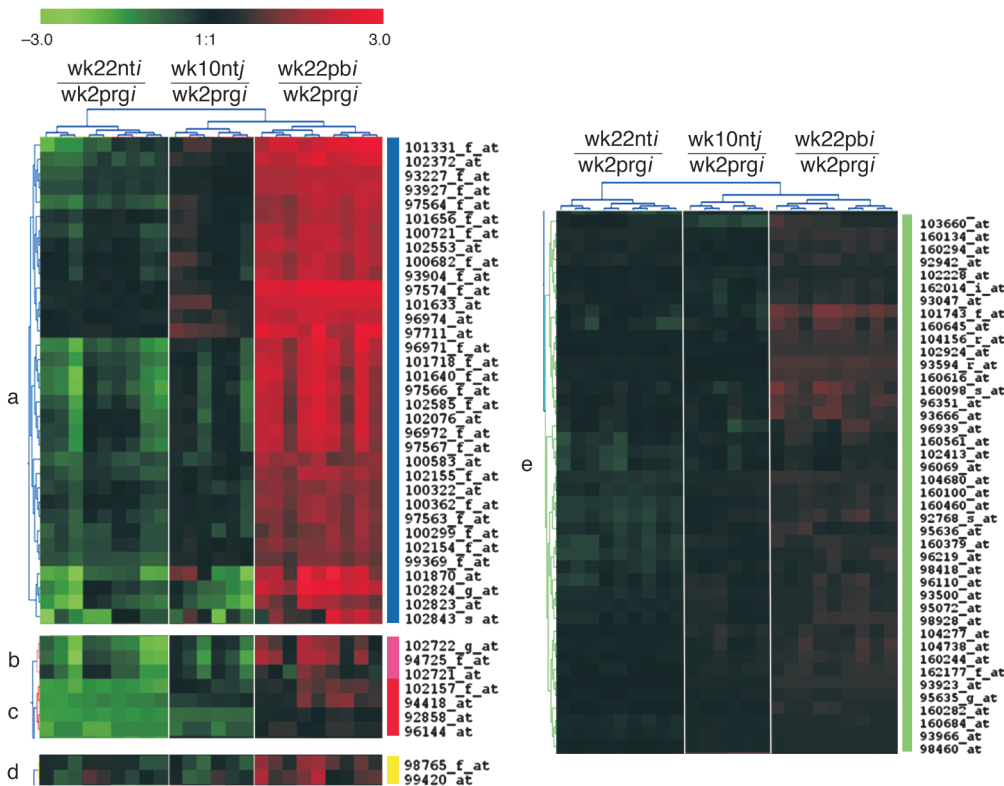 −3.0 1:1 3.0
wk22nti wk10ntj wk22pbi
wk2prgi wk2prgi wk2prgi
a
101331_f_at
102372_at
93227_f_at
93927_f_at
97564_f_at
101656_f_at
100721_f_at
102553_at
100682_f_at
93904_f_at
97574_f_at
101633_at
96974_at
97711_at
96971_f_at
101718_f_at
101640_f_at
97566_f_at
102585_f_at
102076_at
96972_f_at
97567_f_at
100583_at
102155_f_at
100322_at
100362_f_at
97563_f_at
100299_f_at
102154_f_at
99369_f_at
101870_at
102824_g_at
102823_at
102843_s_at
b
102722_g_at
94725_f_at
102721_at
c
102157_f_at
94418_at
92858_at
96144_at
d
98765_f_at
99420_at
wk22nti wk10ntj wk22pbi
wk2prgi wk2prgi wk2prgi
e
103660_at
160134_at
160294_at
92942_at
102228_at
162014_i_at
93047_at
101743_f_at
160645_at
104156_r_at
102924_at
93594_r_at
160616_at
160098_s_at
96351_at
93666_at
96939_at
160561_at
102413_at
96069_at
104680_at
160100_at
160460_at
92768_s_at
95636_at
160379_at
96219_at
98418_at
96110_at
93500_at
95072_at
98928_at
104277_at
104738_at
160244_at
162177_f_at
93923_at
95635_g_at
160282_at
160684_at
93966_at
98460_at